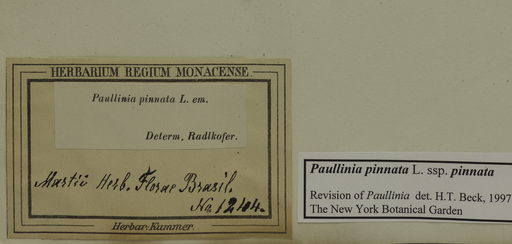 HERBARIUM REGIUM MONACENSE.
Paullinia pinnata L. em.
Determ. Radlkofer.
Martii Herb. Florae Brasil.
No. 1204.
Herbar. Kummer.
Paullinia pinnata L. ssp. pinnata
Revision of Paullinia det. H.T. Beck, 1997
The New York Botanical Garden